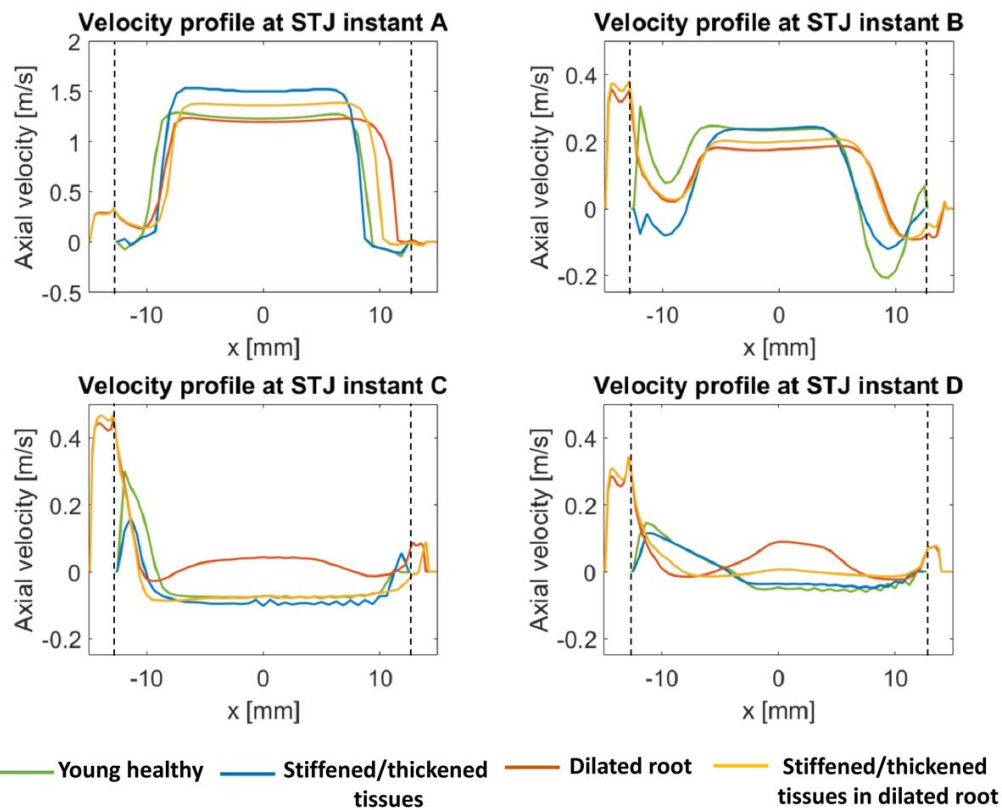 Velocity profile at STJ instant A
Axial velocity [m/s]
2
1.5
1
0.5
0
-0.5
-10
0
10
x [mm]
Velocity profile at STJ instant B
Axial velocity [m/s]
0.4
0.2
0
-0.2
-10
0
10
x [mm]
Velocity profile at STJ instant C
Axial velocity [m/s]
0.4
0.2
0
-0.2
-10
0
10
x [mm]
Velocity profile at STJ instant D
Axial velocity [m/s]
0.4
0.2
0
-0.2
-10
0
10
x [mm]
Young healthy
Stiffened/thickened
tissues
Dilated root
Stiffened/thickened
tissues in dilated root